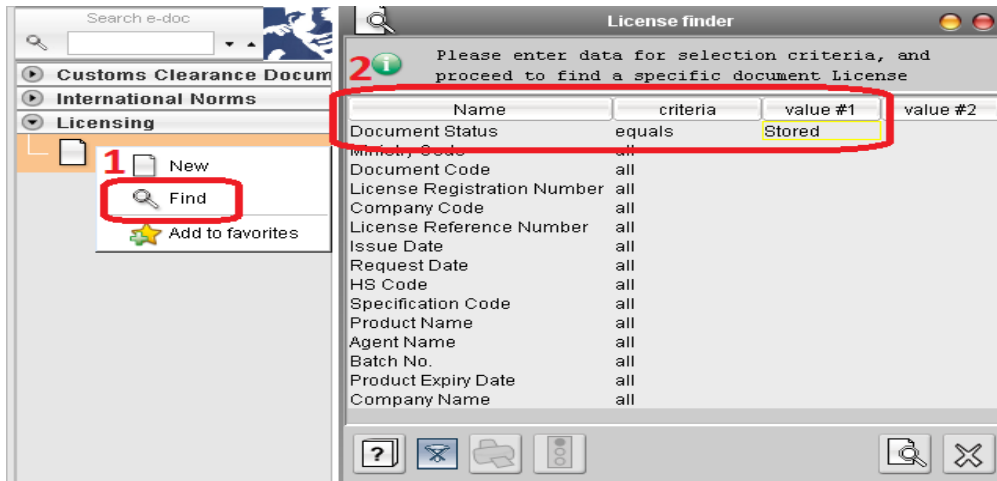 Search e-doc
Customs Clearance Docum
International Norms
Licensing
1
New
Find
Add to favorites
License finder
2
Please enter data for selection criteria, and
proceed to find a specific document License
Name criteria value #1 value #2
Document Status equals Stored
Ministry Code all
Document Code all
License Registration Number all
Company Code all
License Reference Number all
Issue Date all
Request Date all
HS Code all
Specification Code all
Product Name all
Agent Name all
Batch No. all
Product Expiry Date all
Company Name all
?